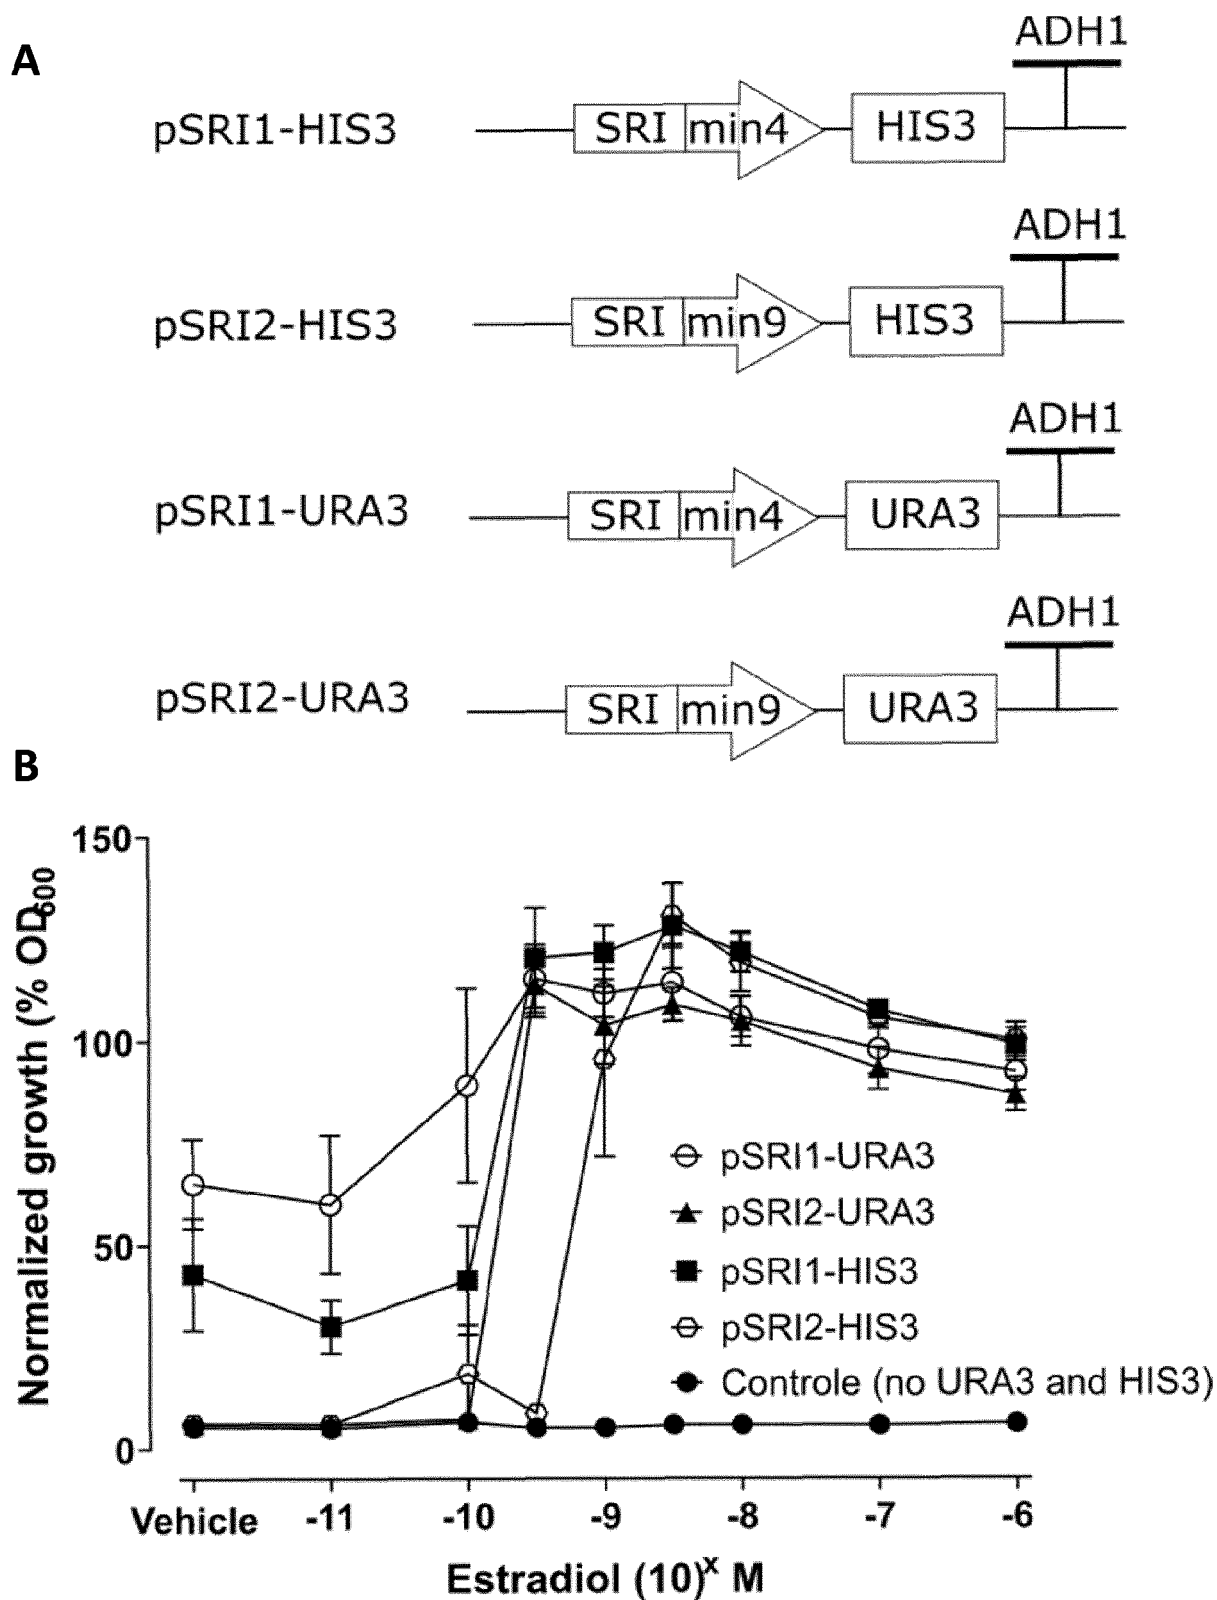 A
ADH1
pSRI1-HIS3
SRI min4 HIS3
ADH1
pSRI2-HIS3
SRI min9 HIS3
ADH1
pSRI1-URA3
SRI min4 URA3
ADH1
pSRI2-URA3
SRI min9 URA3
B
150
100
50
0
Normalized growth (% OD600
pSRI1-URA3
pSRI2-URA3
pSRI1-HIS3
pSRI2-HIS3
Controle (no URA3 and HIS3)
Vehicle -11 -10 -9 -8 -7 -6
Estradiol (10)x M